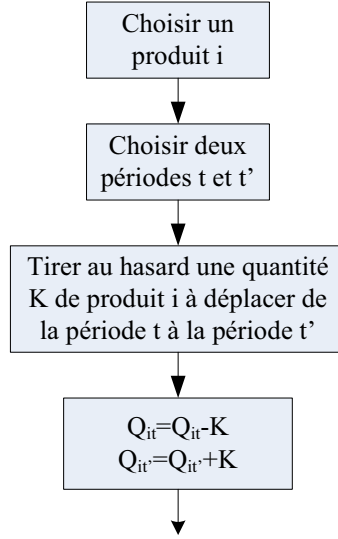 Choisir un
produit i
Choisir deux
périodes t et t’
Tirer au hasard une quantité
K de produit i à déplacer de
la période t à la période t’
Qit=Qit-K
Qit’=Qit’+K